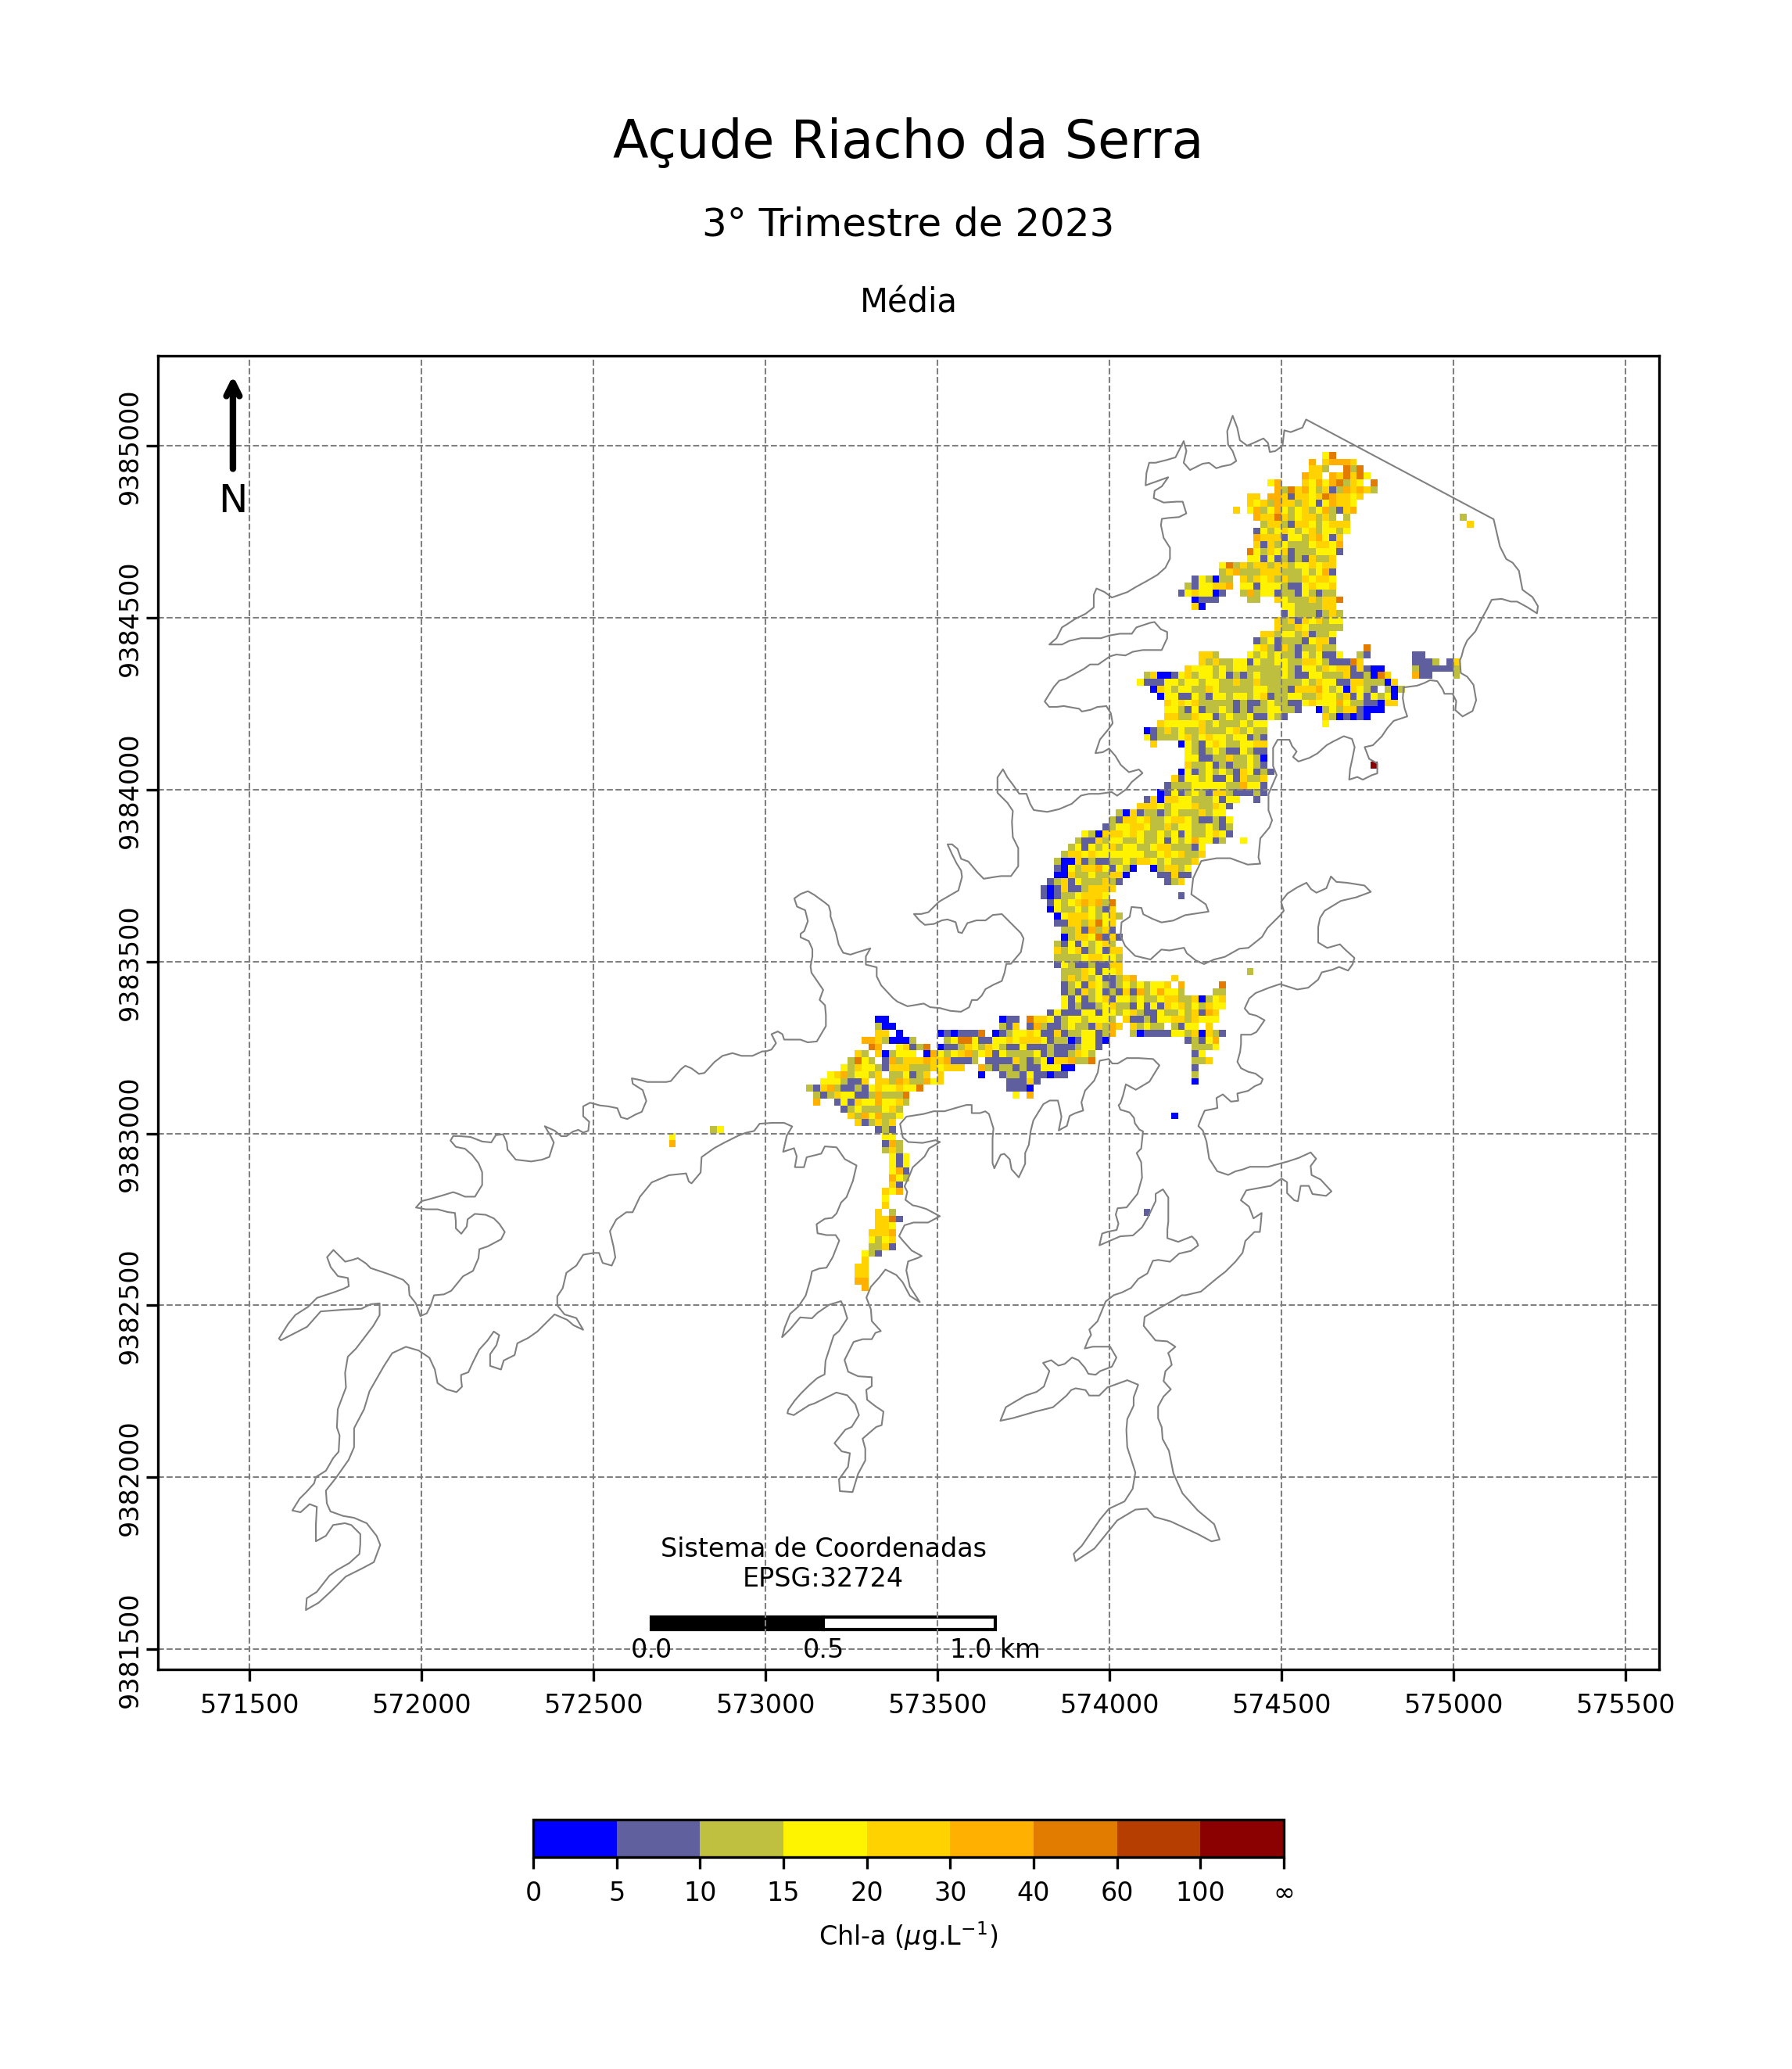 Açude Riacho da Serra
3° Trimestre de 2023
Média
N
9385000
9384500
9384000
9383500
9383000
9382500
9382000
9381500
Sistema de Coordenadas
EPSG:32724
0.0 0.5 1.0 km
571500 572000 572500 573000 573500 574000 574500 575000 575500
0 5 10 15 20 30 40 60 100 ∞
Chl-a (μg.L⁻¹)